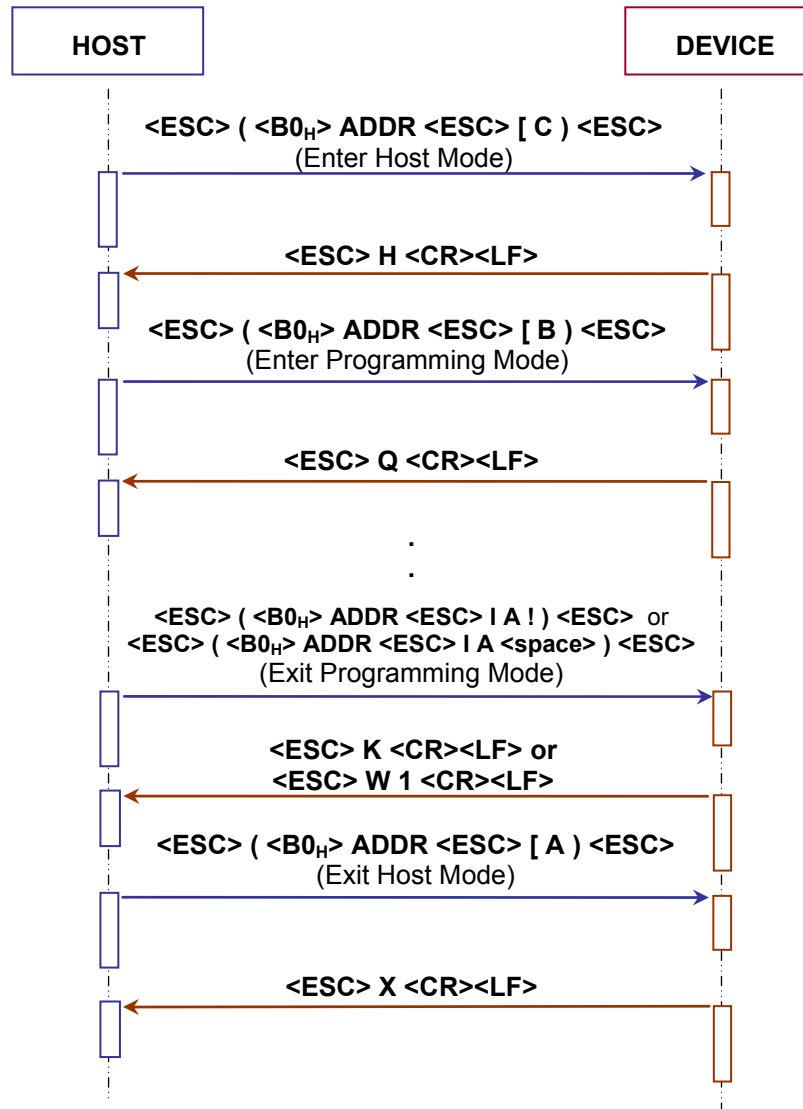 HOST
DEVICE
<ESC> ( <B0H> ADDR <ESC> [ C ) <ESC>
(Enter Host Mode)
<ESC> H <CR><LF>
<ESC> ( <B0H> ADDR <ESC> [ B ) <ESC>
(Enter Programming Mode)
<ESC> Q <CR><LF>
.
.
<ESC> ( <B0H> ADDR <ESC> I A ! ) <ESC> or
<ESC> ( <B0H> ADDR <ESC> I A <space> ) <ESC>
(Exit Programming Mode)
<ESC> K <CR><LF> or
<ESC> W 1 <CR><LF>
<ESC> ( <B0H> ADDR <ESC> [ A ) <ESC>
(Exit Host Mode)
<ESC> X <CR><LF>